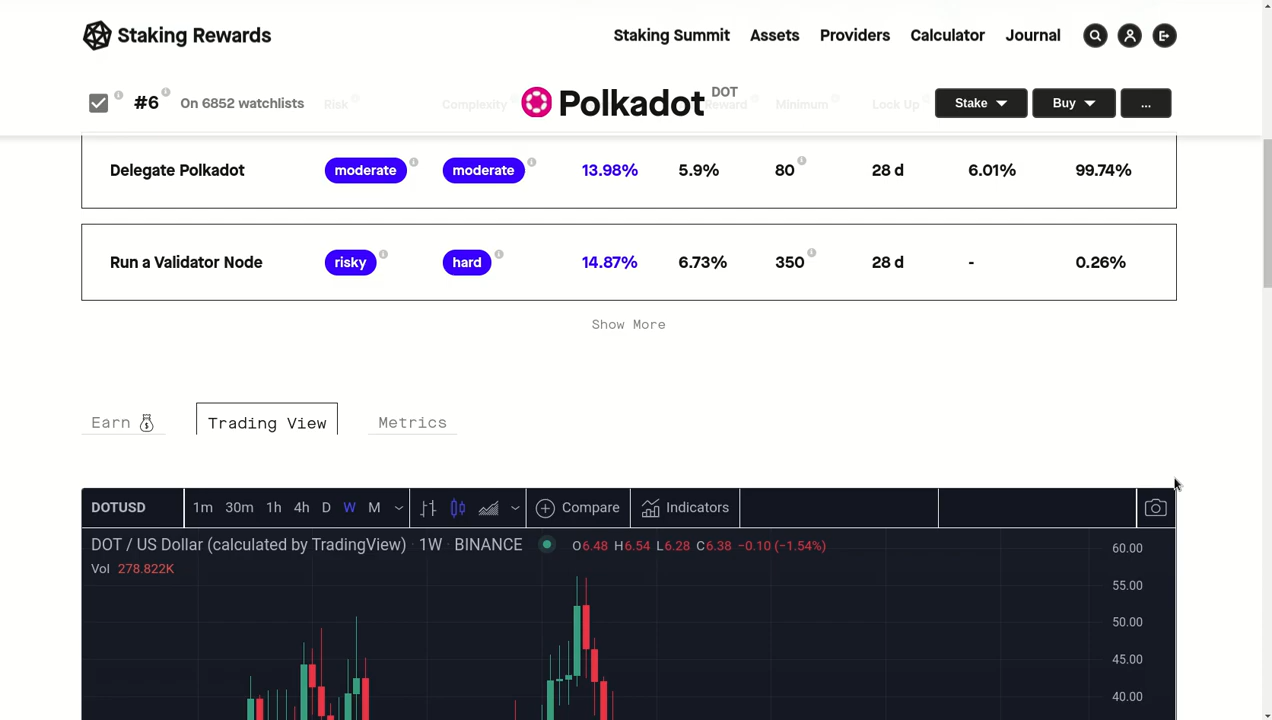 Staking Rewards
Staking Summit Assets Providers Calculator Journal
#6 On 6852 watchlists Risk Complexity Polkadot DOT Reward Minimum Lock Up Stake Buy ...
Delegate Polkadot moderate moderate 13.98% 5.9% 80 28 d 6.01% 99.74%
Run a Validator Node risky hard 14.87% 6.73% 350 28 d - 0.26%
Show More
Earn Trading View Metrics
DOTUSD 1m 30m 1h 4h D W M Compare Indicators
DOT / US Dollar (calculated by TradingView) · 1W · BINANCE O6.48 H6.54 L6.28 C6.38 −0.10 (−1.54%)
Vol 278.822K
60.00
55.00
50.00
45.00
40.00